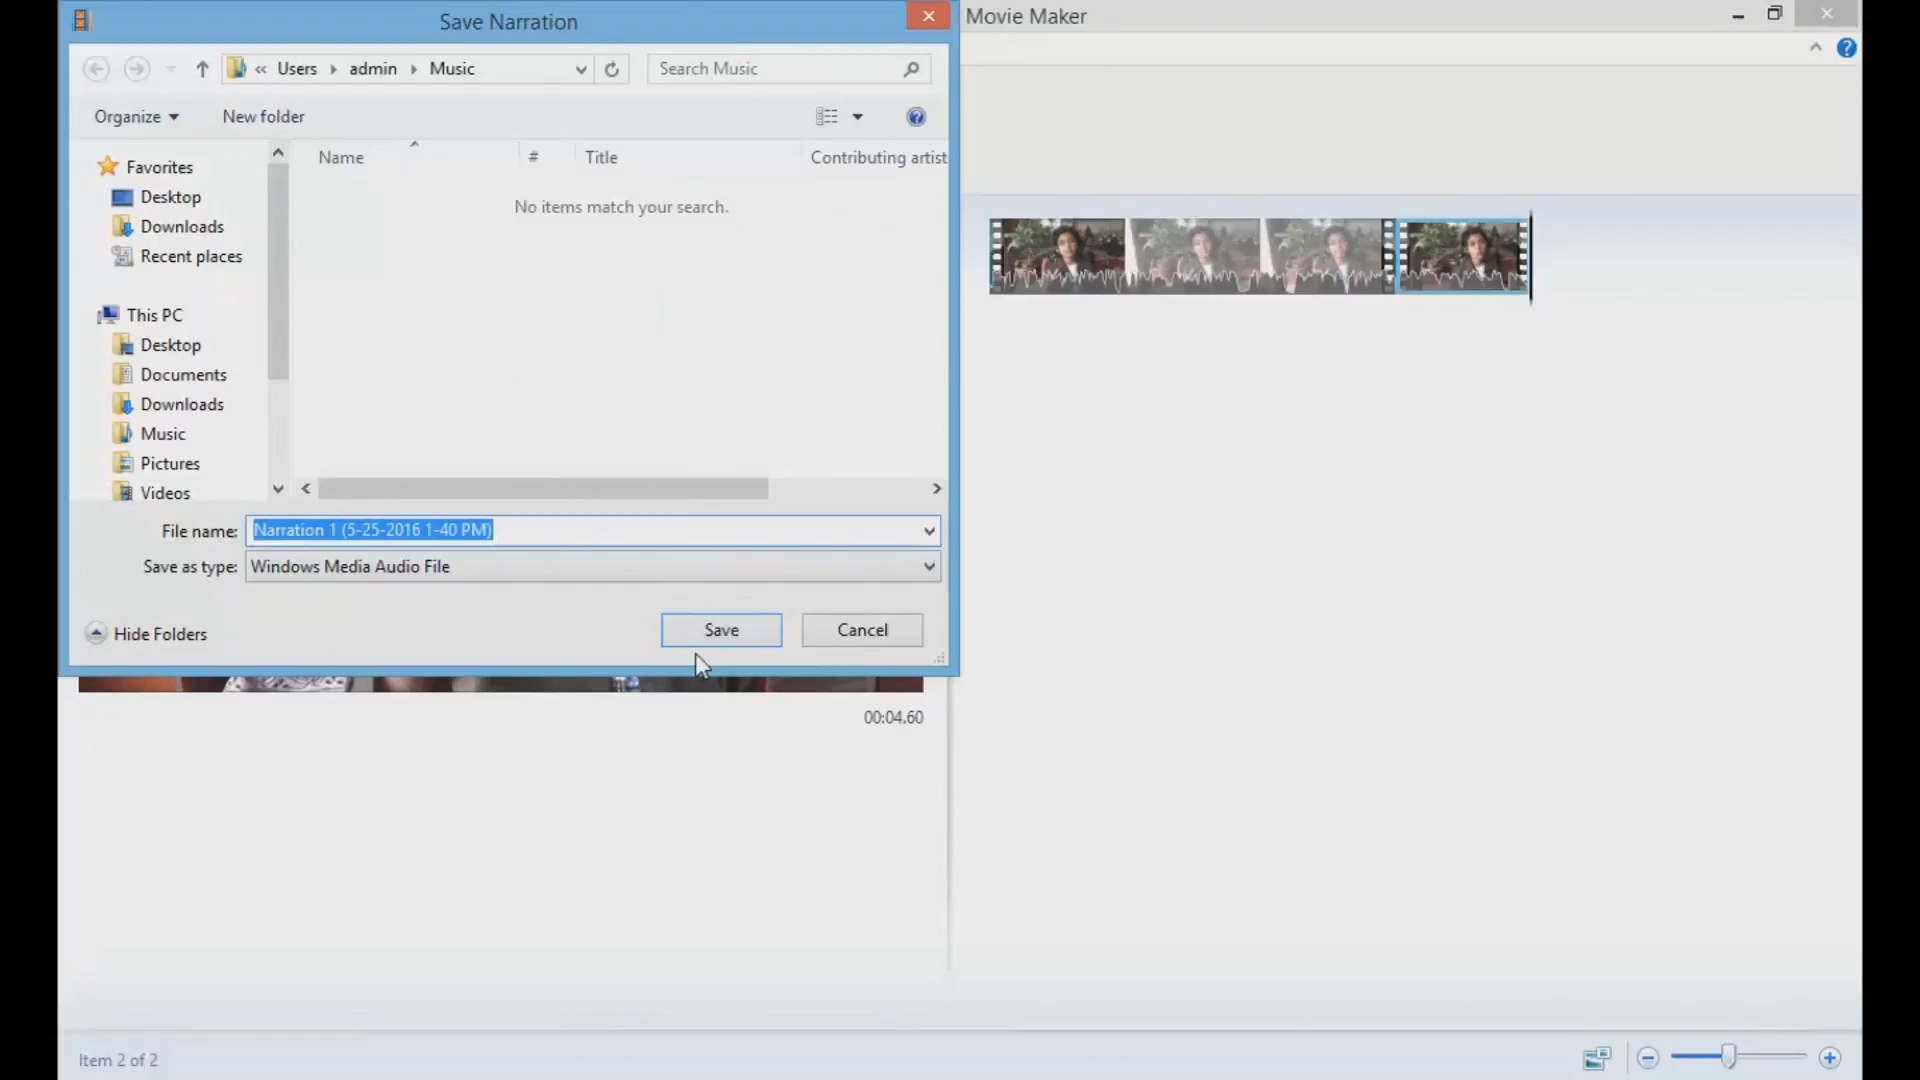 Save Narration
Movie Maker
« Users Admin Music
Search Music
Organize
New folder
Name # Title Contributing artist
No items match your search.
Favorites
Desktop
Downloads
Recent places
This PC
Desktop
Documents
Downloads
Music
Pictures
Videos
File name: Narration 1 (5-25-2016 1-40 PM)
Save as type: Windows Media Audio File
Hide Folders
Save
Cancel
00:04.60
Item 2 of 2